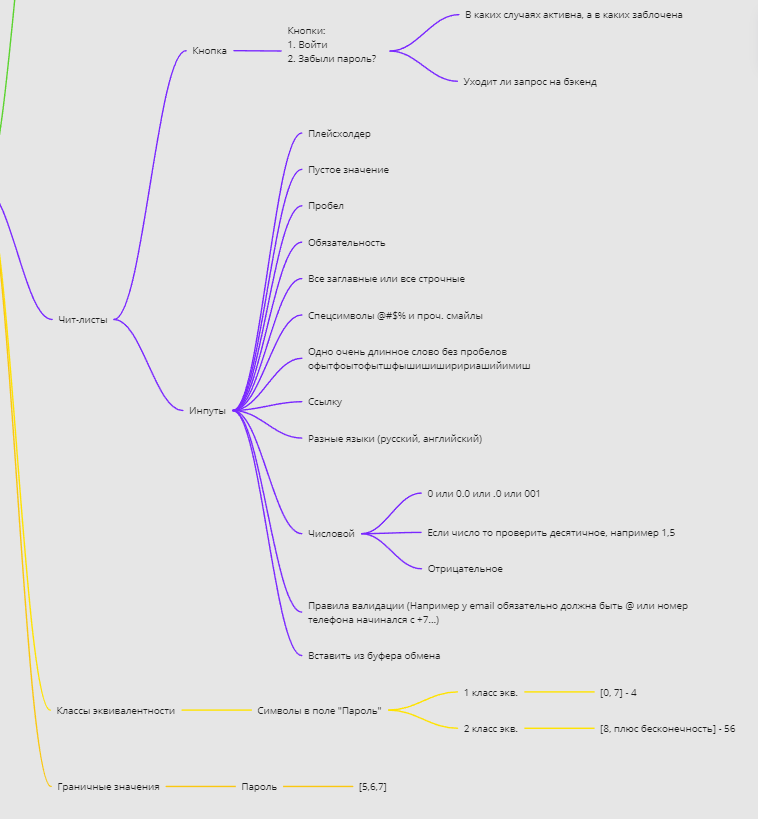 В каких случаях активна, а в каких заблочена
Кнопки:
1. Войти
2. Забыли пароль?
Кнопка
Уходит ли запрос на бэкенд
Плейсхолдер
Пустое значение
Пробел
Обязательность
Все заглавные или все строчные
Спецсимволы @#$% и проч. смайлы
Чит-листы
Одно очень длинное слово без пробелов
офытфоытофытшфышишишиширириашийимиш
Ссылку
Инпуты
Разные языки (русский, английский)
0 или 0.0 или .0 или 001
Числовой
Если число то проверить десятичное, например 1,5
Отрицательное
Правила валидации (Например у email обязательно должна быть @ или номер
телефона начинался с +7...)
Вставить из буфера обмена
1 класс экв.
[0, 7] - 4
Классы эквивалентности
Символы в поле "Пароль"
2 класс экв.
[8, плюс бесконечность] - 56
Граничные значения
Пароль
[5,6,7]